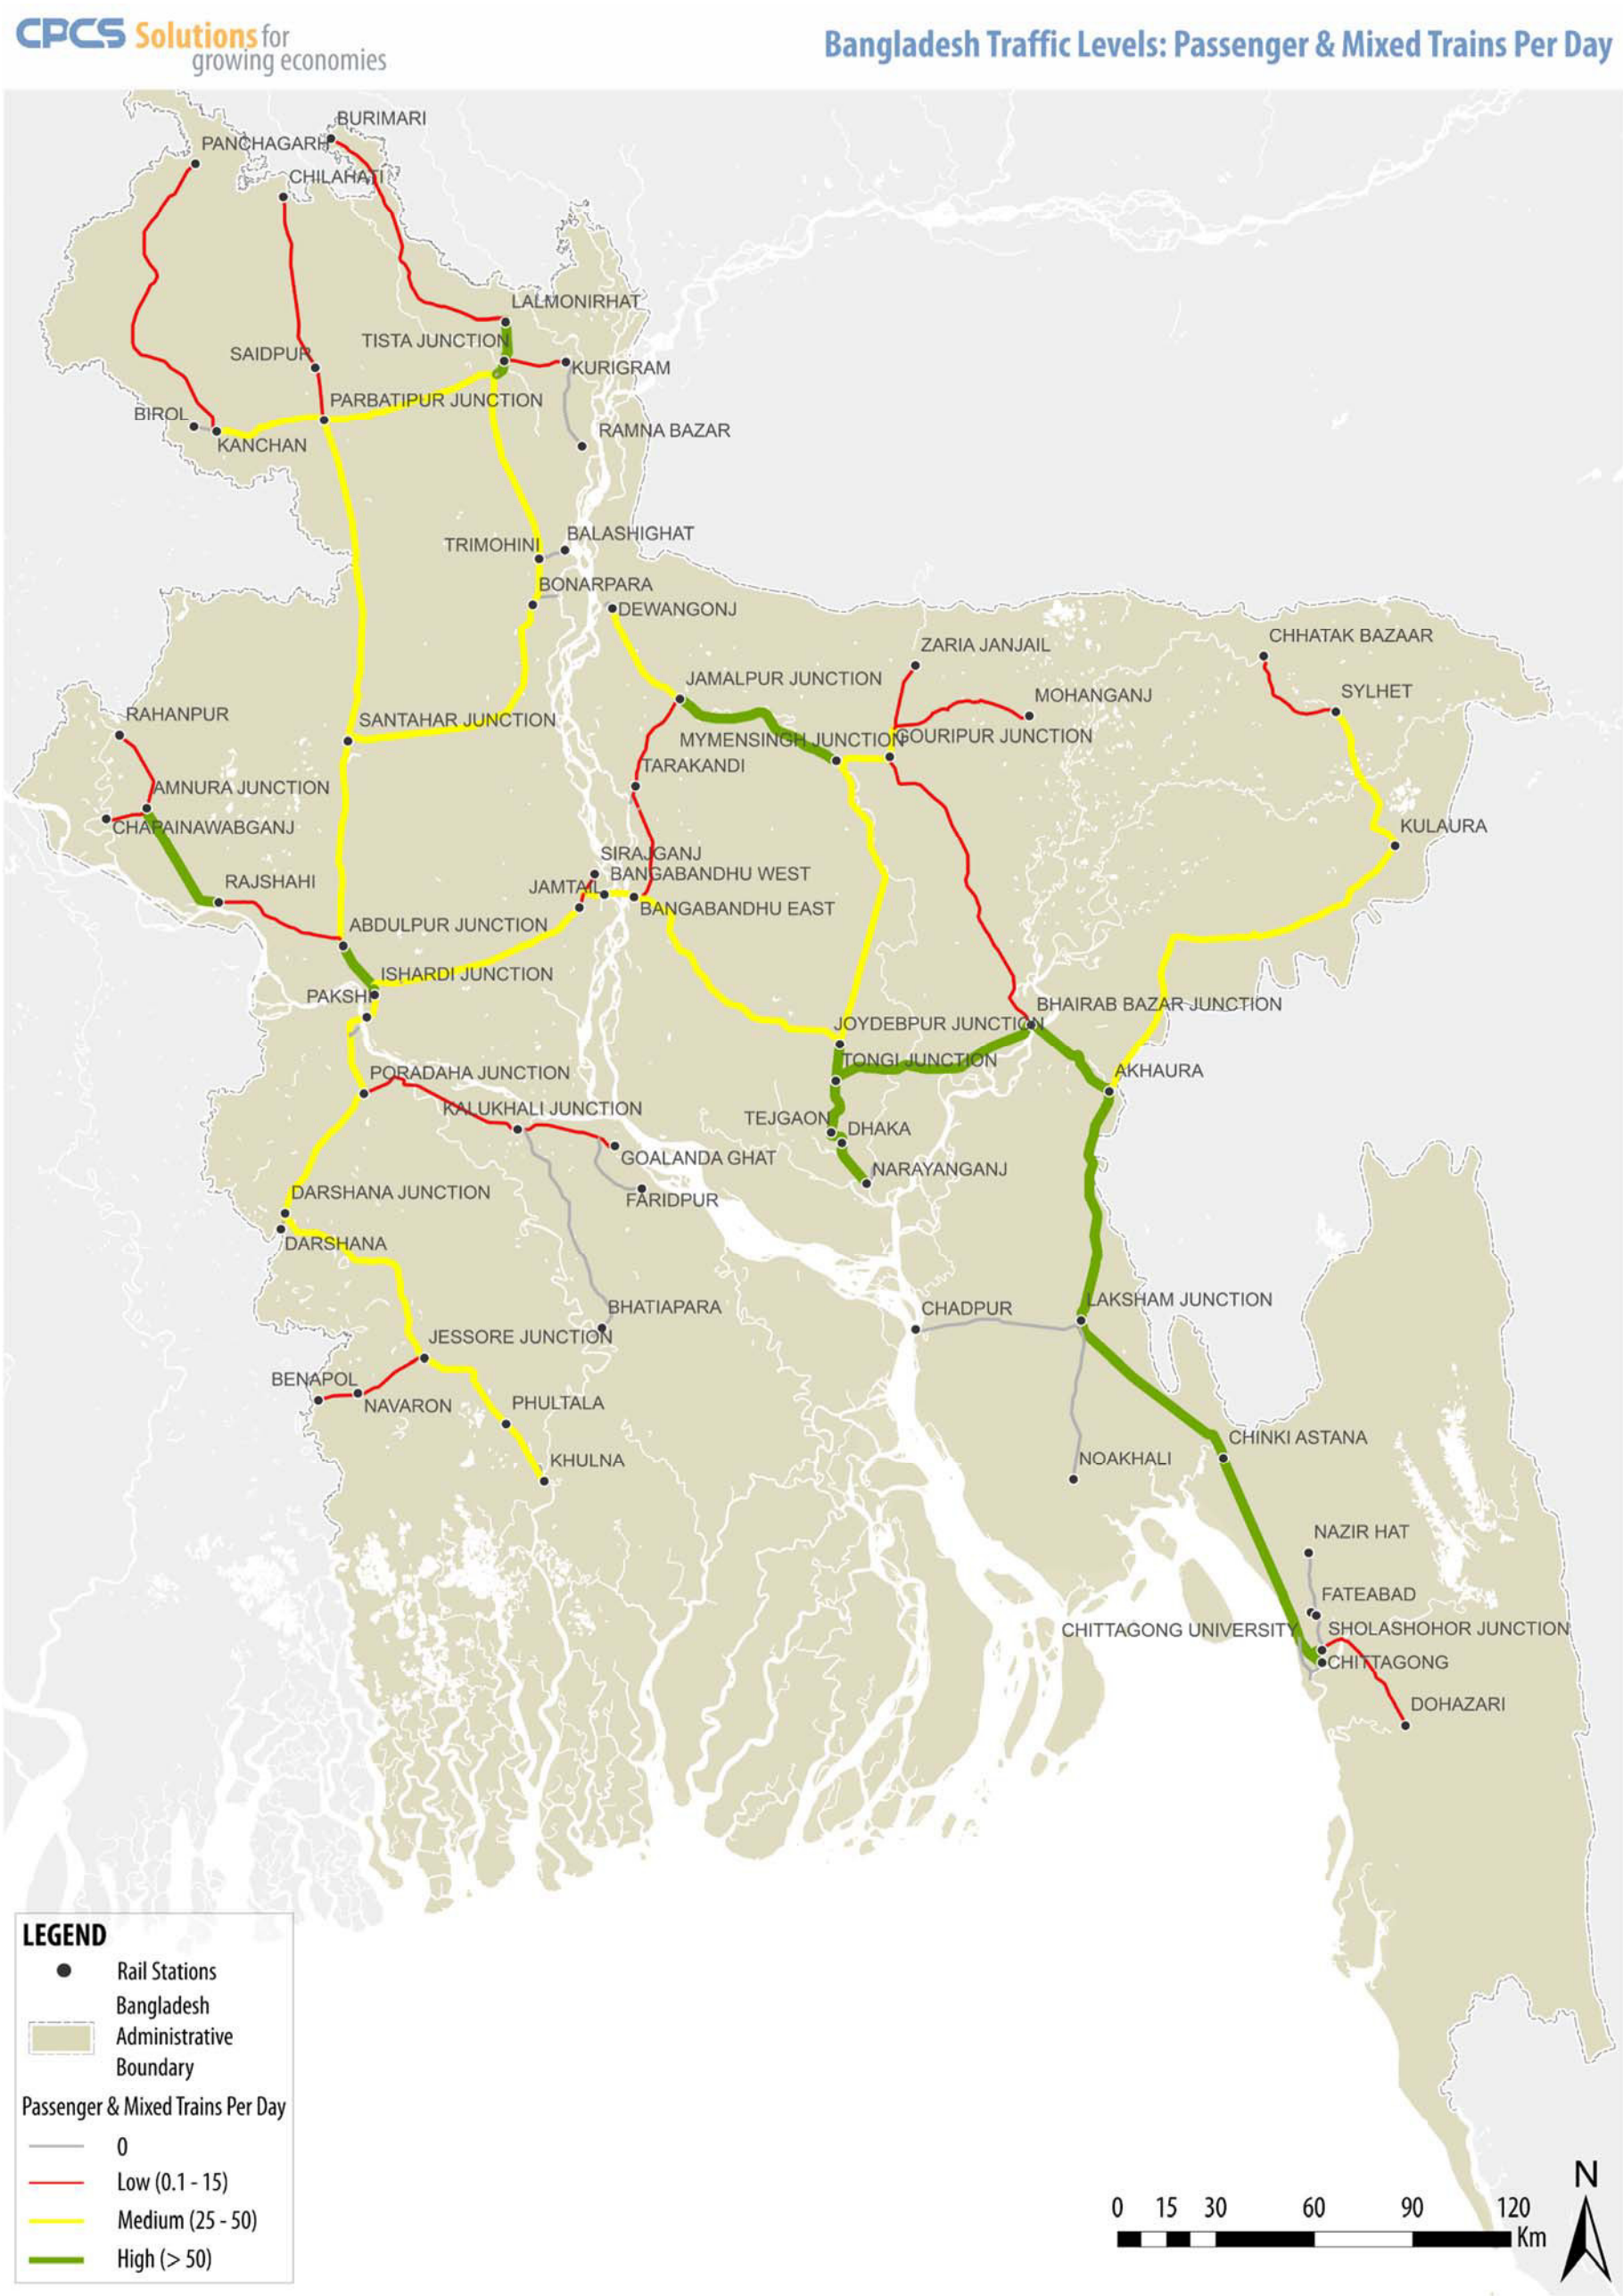 CPCS Solutions for
growing economies
Bangladesh Traffic Levels: Passenger & Mixed Trains Per Day
BURIMARI
PANCHAGARH
CHILAHATI
LALMONIRHAT
TISTA JUNCTION
SAIDPUR
KURIGRAM
PARBATIPUR JUNCTION
BIROL
RAMNA BAZAR
KANCHAN
BALASHIGHAT
TRIMOHINI
BONARPARA
DEWANGONJ
CHHATAK BAZAAR
ZARIA JANJAIL
JAMALPUR JUNCTION
SYLHET
MOHANGANJ
RAHANPUR
SANTAHAR JUNCTION
MYMENSINGH JUNCTION
GOURIPUR JUNCTION
TARAKANDI
AMNURA JUNCTION
CHAPAINAWABGANJ
KULAURA
SIRAJGANJ
BANGABANDHU WEST
RAJSHAHI
JAMTAIL
BANGABANDHU EAST
ABDULPUR JUNCTION
ISHARDI JUNCTION
PAKSHI
BHAIRAB BAZAR JUNCTION
JOYDEBPUR JUNCTION
TONGI JUNCTION
AKHAURA
PORADAHA JUNCTION
KALUKHALI JUNCTION
TEJGAON
DHAKA
GOALANDA GHAT
NARAYANGANJ
DARSHANA JUNCTION
FARIDPUR
DARSHANA
LAKSHAM JUNCTION
BHATIAPARA
CHADPUR
JESSORE JUNCTION
BENAPOL
NAVARON
PHULTALA
CHINKI ASTANA
KHULNA
NOAKHALI
NAZIR HAT
FATEABAD
CHITTAGONG UNIVERSITY
SHOLASHOHOR JUNCTION
CHITTAGONG
DOHAZARI
LEGEND
Rail Stations
Bangladesh
Administrative
Boundary
Passenger & Mixed Trains Per Day
0
Low (0.1 - 15)
Medium (25 - 50)
High (> 50)
N
0 15 30 60 90 120
Km